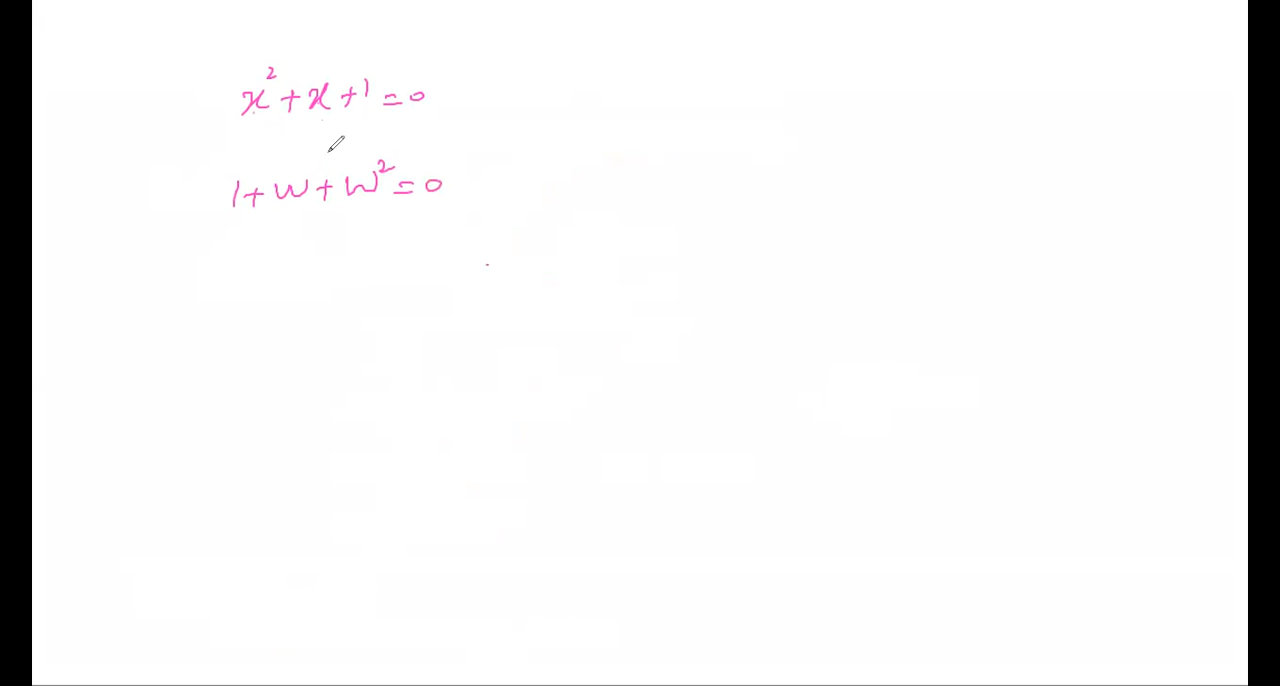 x² + x + 1 = 0
1 + w + w² = 0